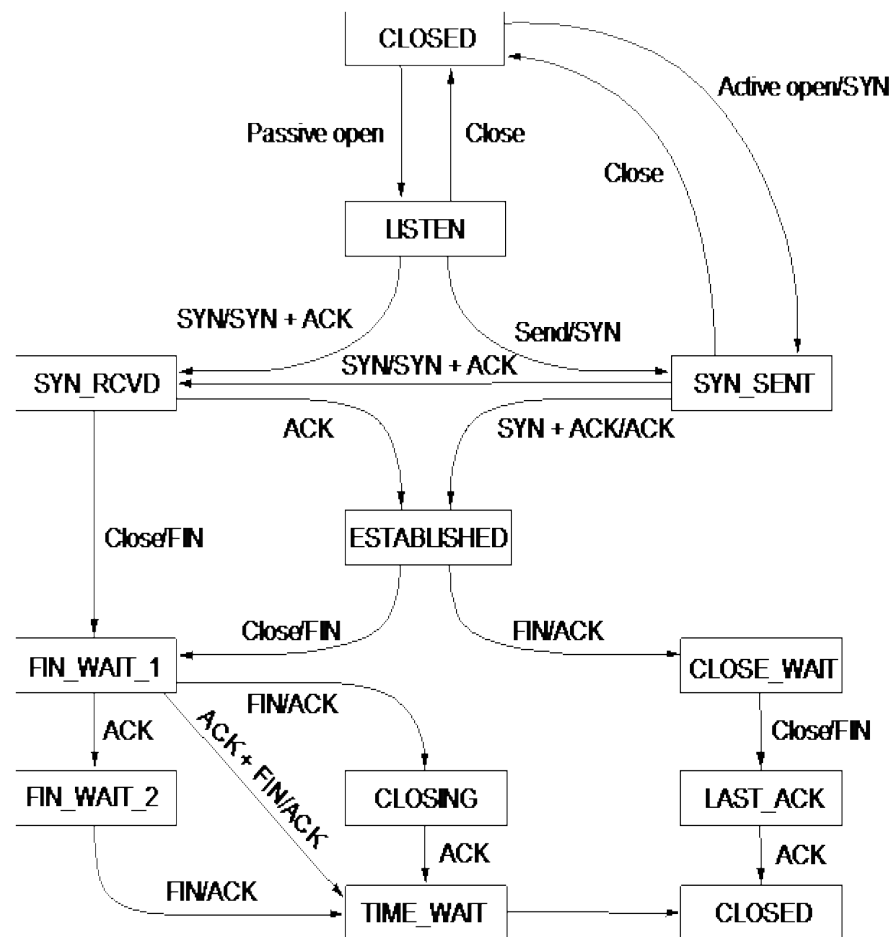 CLOSED
Active open/SYN
Passive open
Close
Close
LISTEN
SYN/SYN + ACK
Send/SYN
SYN/SYN + ACK
SYN_RCVD
SYN_SENT
ACK
SYN + ACK/ACK
Close/FIN
ESTABLISHED
Close/FIN
FIN/ACK
FIN_WAIT_1
CLOSE_WAIT
FIN/ACK
ACK
ACK + FIN/ACK
Close/FIN
FIN_WAIT_2
CLOSING
LAST_ACK
ACK
ACK
FIN/ACK
TIME_WAIT
CLOSED